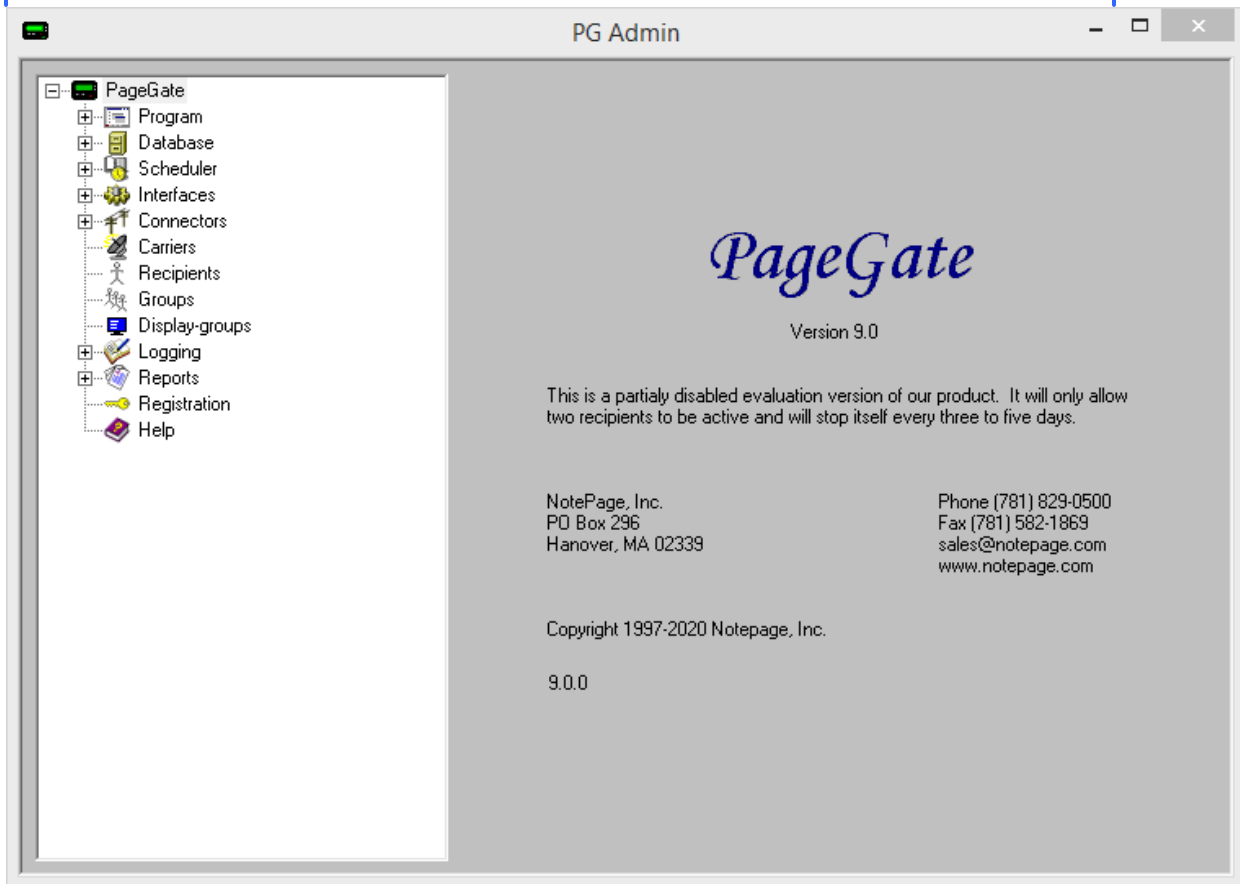 PG Admin
PageGate
Program
Database
Scheduler
Interfaces
Connectors
Carriers
Recipients
Groups
Display-groups
Logging
Reports
Registration
Help
PageGate
Version 9.0
This is a partialy disabled evaluation version of our product. It will only allow
two recipients to be active and will stop itself every three to five days.
NotePage, Inc.
PO Box 296
Hanover, MA 02339
Phone (781) 829-0500
Fax (781) 582-1869
sales@notepage.com
www.notepage.com
Copyright 1997-2020 Notepage, Inc.
9.0.0